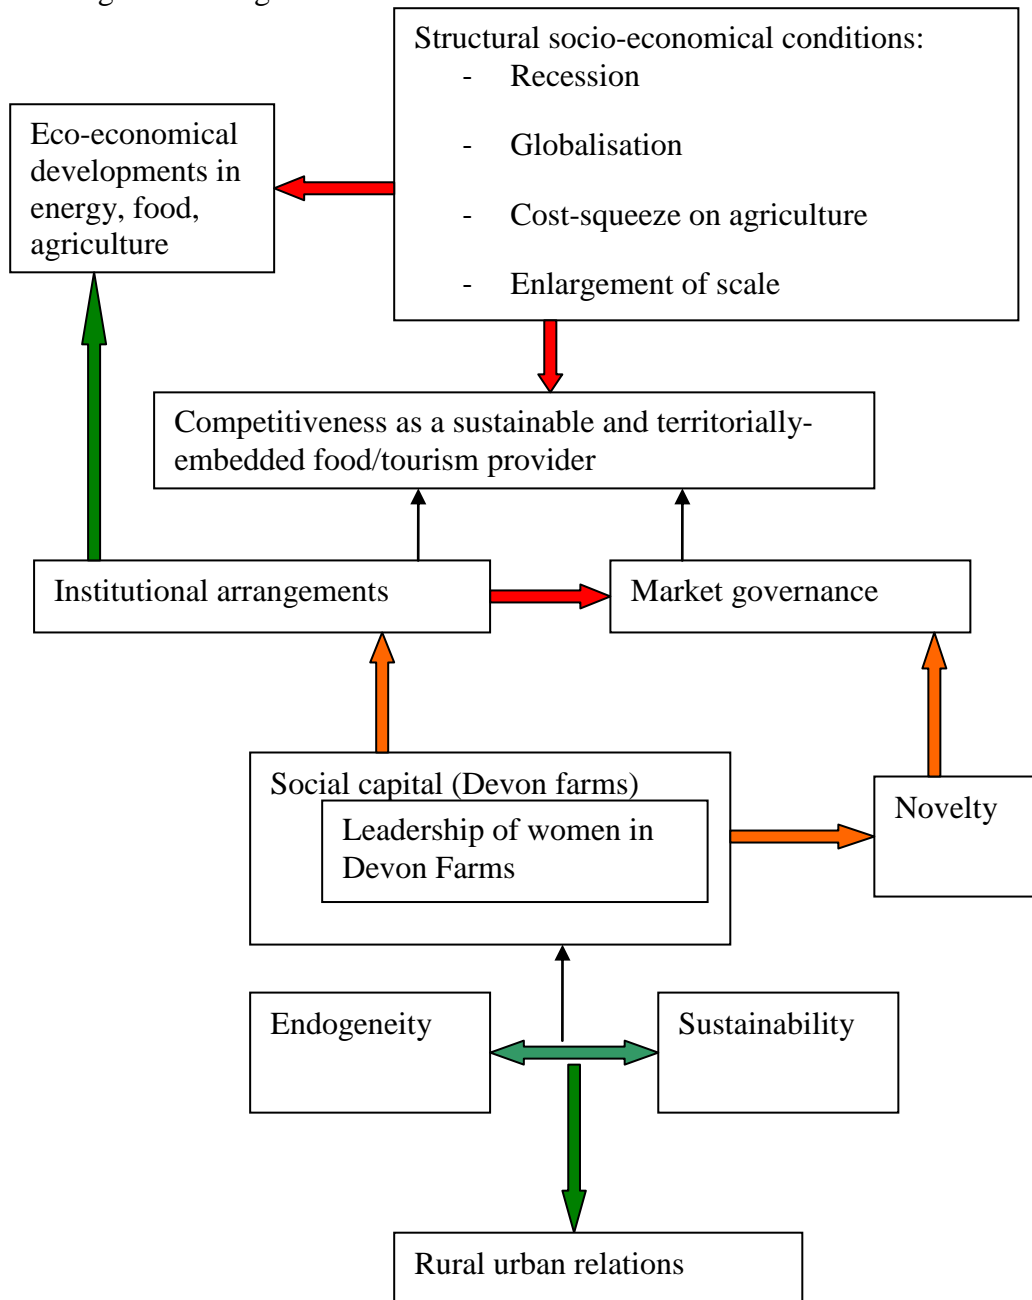 Structural socio-economical conditions:
- Recession
- Globalisation
- Cost-squeeze on agriculture
- Enlargement of scale
Eco-economical
developments in
energy, food,
agriculture
Competitiveness as a sustainable and territorially-
embedded food/tourism provider
Institutional arrangements
Market governance
Social capital (Devon farms)
Leadership of women in
Devon Farms
Novelty
Endogeneity
Sustainability
Rural urban relations